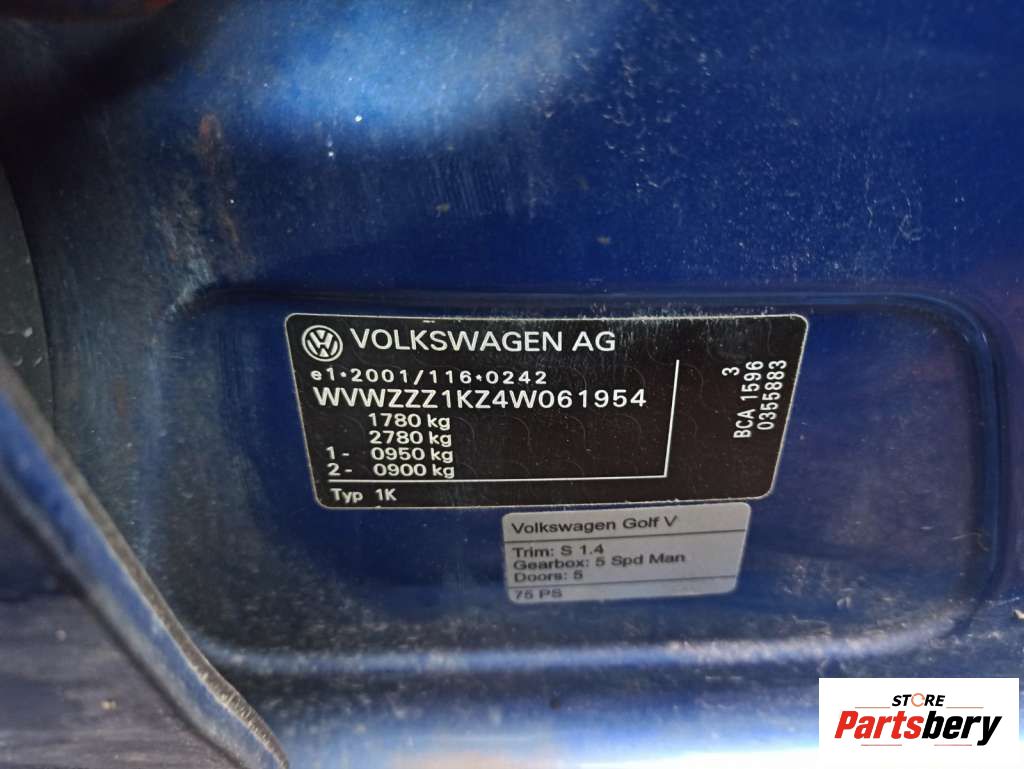 VOLKSWAGEN AG
e1*2001/116*0242
WVWZZZ1KZ4W061954
1780 kg
2780 kg
1- 0950 kg
2- 0900 kg
Typ 1K
3
BCA 1596
0355883
Volkswagen Golf V
Trim: S 1.4
Gearbox: 5 Spd Man
Doors: 5
75 PS
STORE
Partsbery